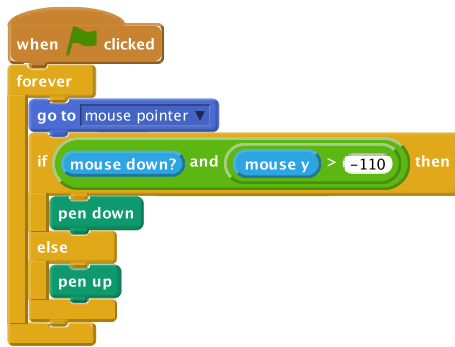 when clicked
forever
go to mouse pointer
if mouse down? and mouse y > -110 then
pen down
else
pen up